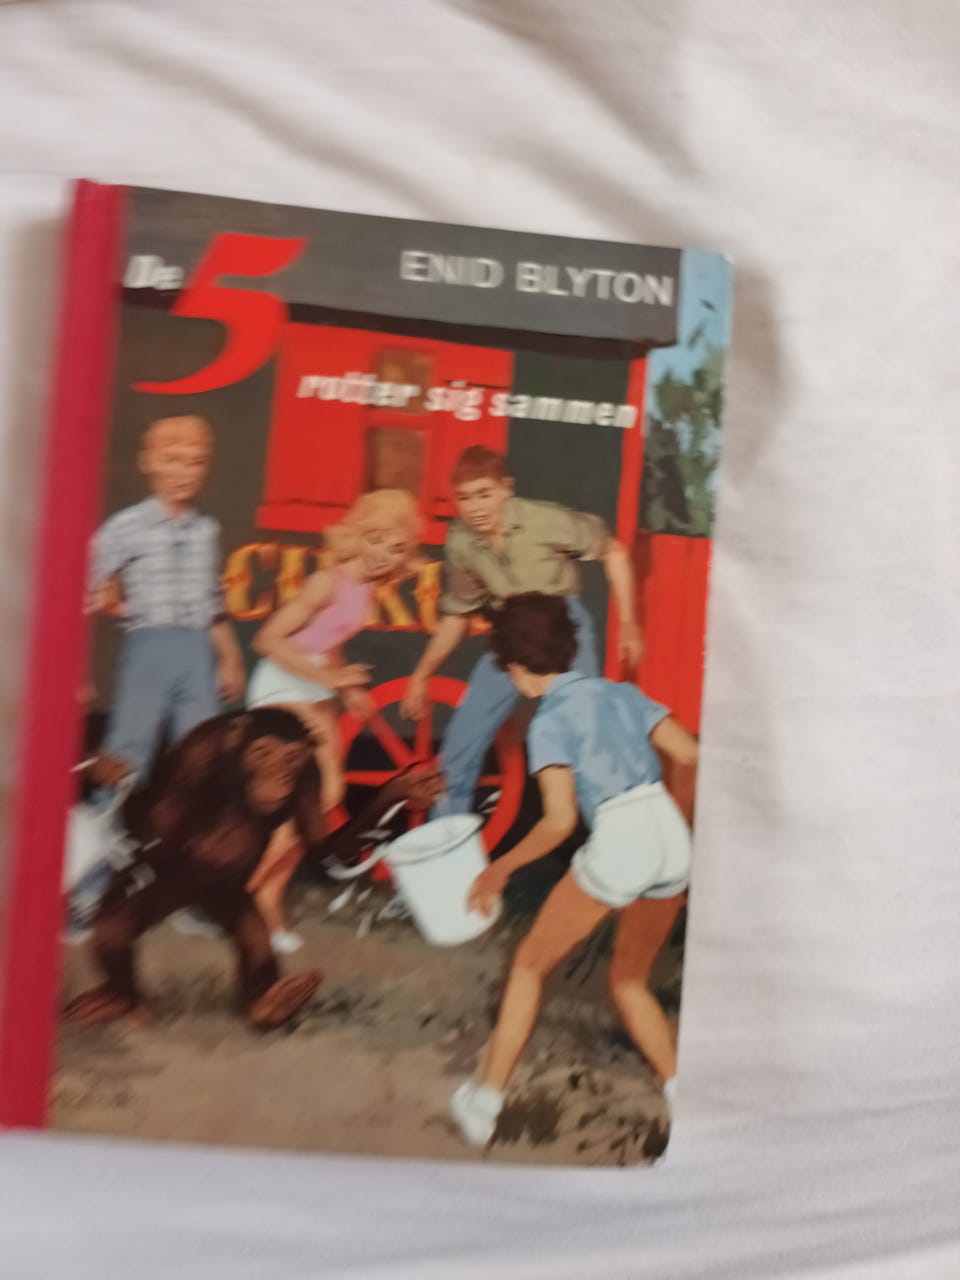 De 5
ENID BLYTON
rotter sig sammen